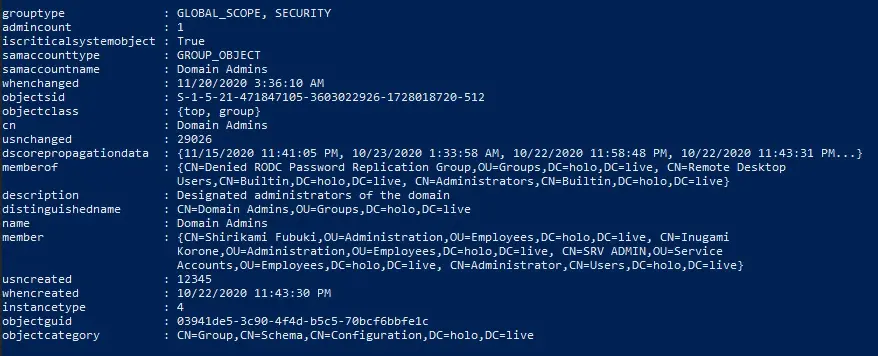 grouptype : GLOBAL_SCOPE, SECURITY
admincount : 1
iscriticalsystemobject : True
samaccounttype : GROUP_OBJECT
samaccountname : Domain Admins
whenchanged : 11/20/2020 3:36:10 AM
objectsid : S-1-5-21-471847105-3603022926-1728018720-512
objectclass : {top, group}
cn : Domain Admins
usnchanged : 29026
dscorepropagationdata : {11/15/2020 11:41:05 PM, 10/23/2020 1:33:58 AM, 10/22/2020 11:58:48 PM, 10/22/2020 11:43:31 PM...}
memberof : {CN=Denied RODC Password Replication Group,OU=Groups,DC=holo,DC=live, CN=Remote Desktop
Users,CN=Builtin,DC=holo,DC=live, CN=Administrators,CN=Builtin,DC=holo,DC=live}
description : Designated administrators of the domain
distinguishedname : CN=Domain Admins,OU=Groups,DC=holo,DC=live
name : Domain Admins
member : {CN=Shirikami Fubuki,OU=Administration,OU=Employees,DC=holo,DC=live, CN=Inugami
Korone,OU=Administration,OU=Employees,DC=holo,DC=live, CN=SRV ADMIN,OU=Service
Accounts,OU=Employees,DC=holo,DC=live, CN=Administrator,CN=Users,DC=holo,DC=live}
usncreated : 12345
whencreated : 10/22/2020 11:43:30 PM
instancetype : 4
objectguid : 03941de5-3c90-4f4d-b5c5-70bcf6bbfe1c
objectcategory : CN=Group,CN=Schema,CN=Configuration,DC=holo,DC=live